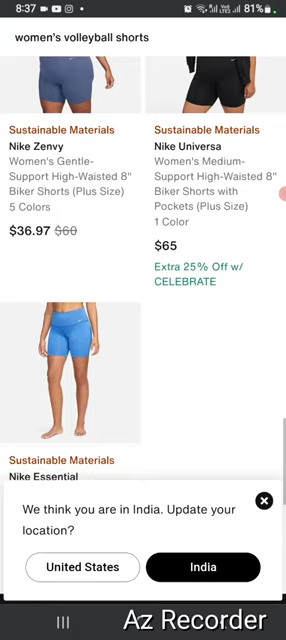 8:37
81%
women's volleyball shorts
Sustainable Materials
Nike Zenvy
Women's Gentle-
Support High-Waisted 8"
Biker Shorts (Plus Size)
5 Colors
$36.97 $60
Sustainable Materials
Nike Universa
Women's Medium-
Support High-Waisted 8"
Biker Shorts with
Pockets (Plus Size)
1 Color
$65
Extra 25% Off w/
CELEBRATE
Sustainable Materials
Nike Essential
We think you are in India. Update your
location?
United States
India
Az Recorder